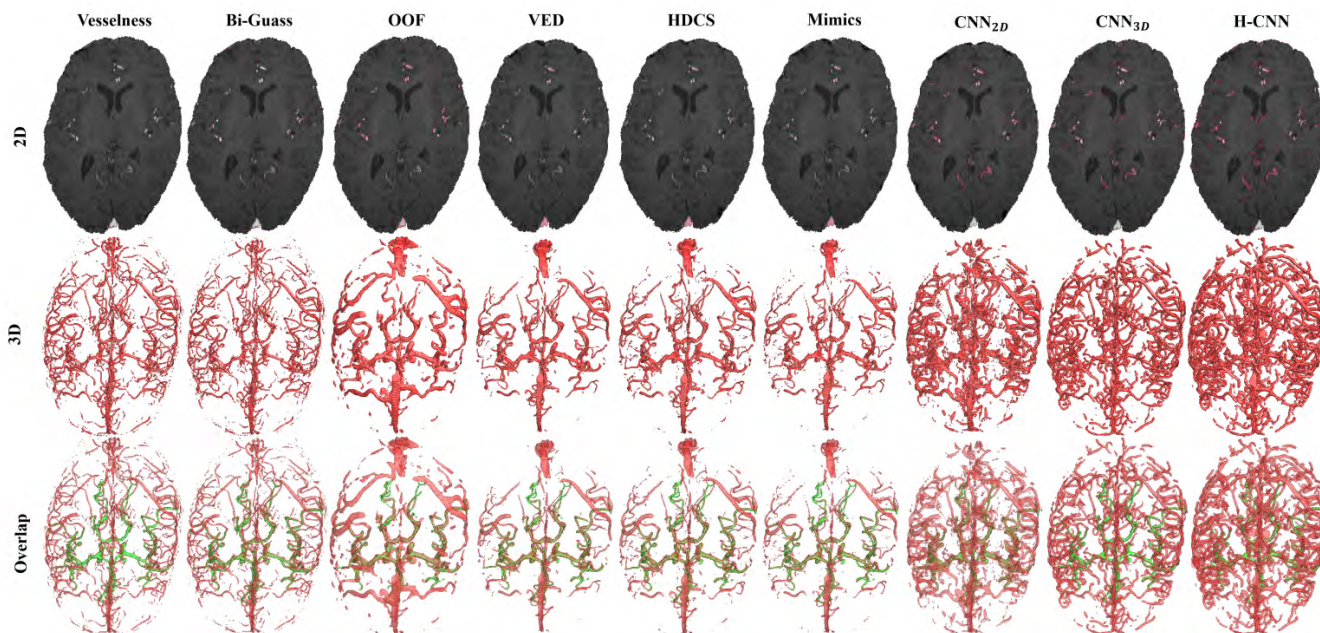 Vesselness Bi-Guass OOF VED HDCS Mimics CNN₂D CNN₃D H-CNN
2D
3D
Overlap